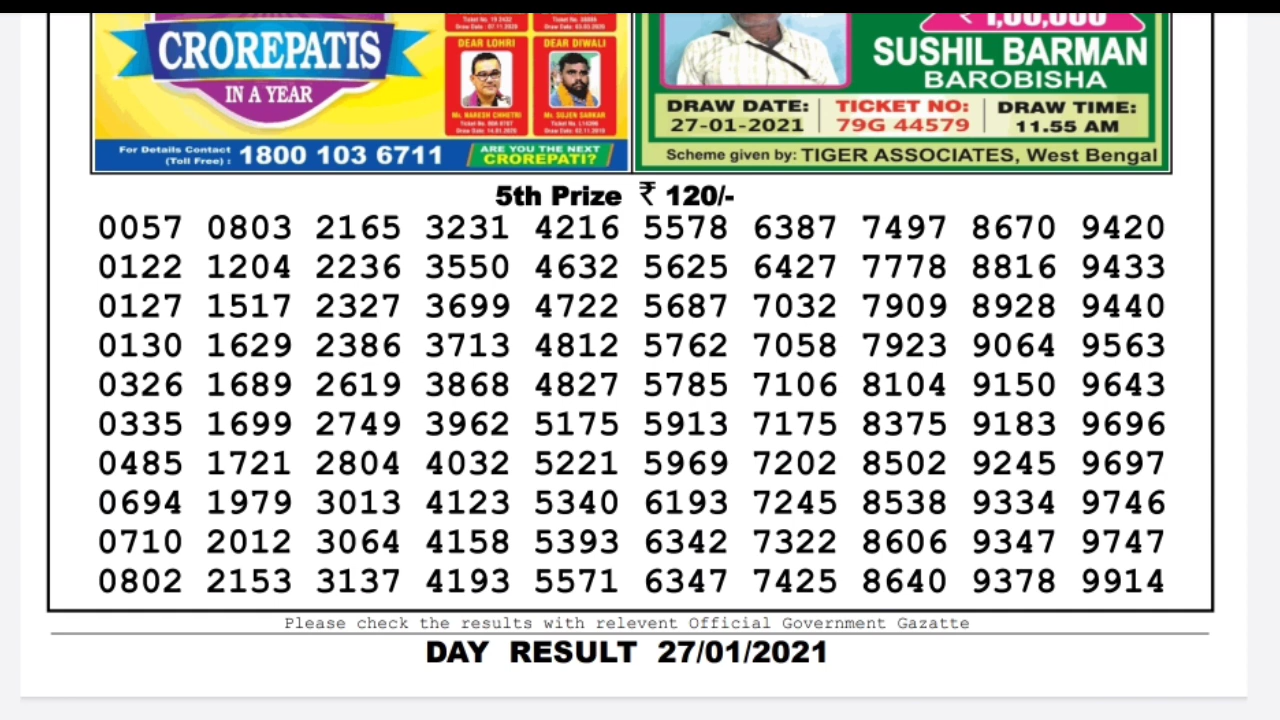 ₹ 1,00,000
CROREPATIS
IN A YEAR
DEAR LOHRI
DEAR DIWALI
Mr. NARESH CHHETRI
Mr. SUJEN SARKAR
SUSHIL BARMAN
BAROBISHA
DRAW DATE:
27-01-2021
TICKET NO:
79G 44579
DRAW TIME:
11.55 AM
Scheme given by: TIGER ASSOCIATES, West Bengal
For Details Contact
(Toll Free) : 1800 103 6711
ARE YOU THE NEXT
CROREPATI?
5th Prize ₹ 120/-
0057 0803 2165 3231 4216 5578 6387 7497 8670 9420
0122 1204 2236 3550 4632 5625 6427 7778 8816 9433
0127 1517 2327 3699 4722 5687 7032 7909 8928 9440
0130 1629 2386 3713 4812 5762 7058 7923 9064 9563
0326 1689 2619 3868 4827 5785 7106 8104 9150 9643
0335 1699 2749 3962 5175 5913 7175 8375 9183 9696
0485 1721 2804 4032 5221 5969 7202 8502 9245 9697
0694 1979 3013 4123 5340 6193 7245 8538 9334 9746
0710 2012 3064 4158 5393 6342 7322 8606 9347 9747
0802 2153 3137 4193 5571 6347 7425 8640 9378 9914
Please check the results with relevent Official Government Gazatte
DAY RESULT 27/01/2021